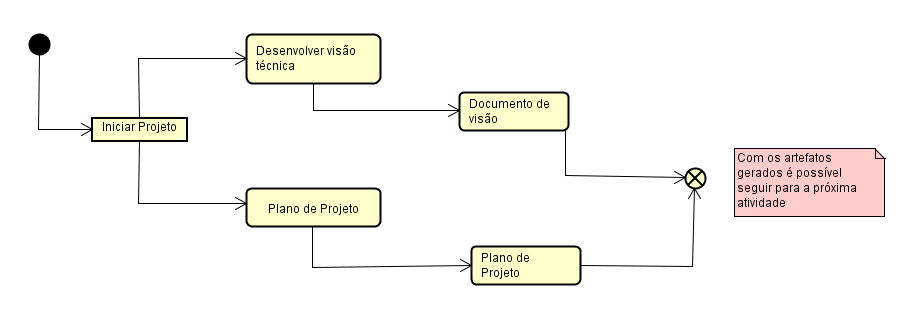 Desenvolver visão
técnica
Iniciar Projeto
Documento de
visão
Com os artefatos
gerados é possível
seguir para a próxima
atividade
Plano de Projeto
Plano de
Projeto